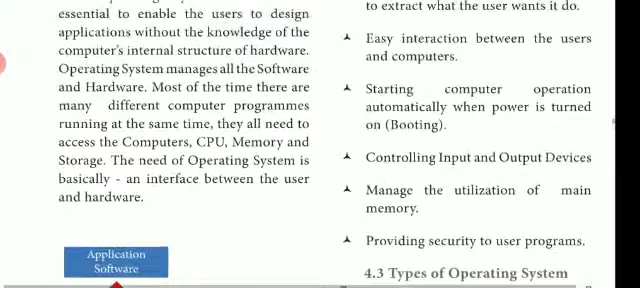 essential to enable the users to design
applications without the knowledge of the
computer's internal structure of hardware.
Operating System manages all the Software
and Hardware. Most of the time there are
many different computer programmes
running at the same time, they all need to
access the Computers, CPU, Memory and
Storage. The need of Operating System is
basically - an interface between the user
and hardware.
Application
Software
to extract what the user wants it do.
Easy interaction between the users
and computers.
Starting computer operation
automatically when power is turned
on (Booting).
Controlling Input and Output Devices
Manage the utilization of main
memory.
Providing security to user programs.
4.3 Types of Operating System